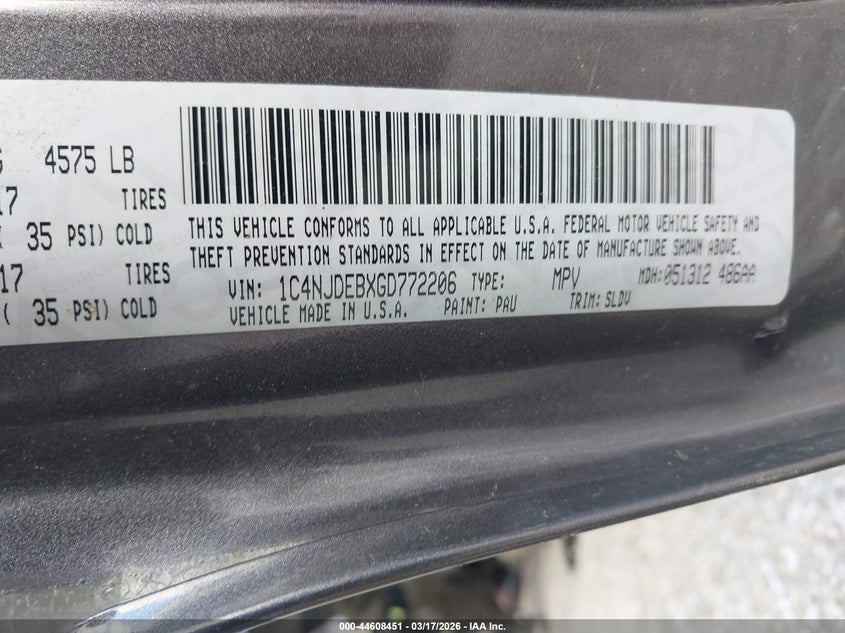 G 4575 LB
17 TIRES
( 35 PSI) COLD
17 TIRES
( 35 PSI) COLD
THIS VEHICLE CONFORMS TO ALL APPLICABLE U.S.A. FEDERAL MOTOR VEHICLE SAFETY AND
THEFT PREVENTION STANDARDS IN EFFECT ON THE DATE OF MANUFACTURE SHOWN ABOVE.
VIN: 1C4NJDEBXGD772206 TYPE: MPV MDH:051312 486AA
VEHICLE MADE IN U.S.A. PAINT: PAU TRIM: SLDV
000-44608451 - 03/17/2026 - IAA Inc.